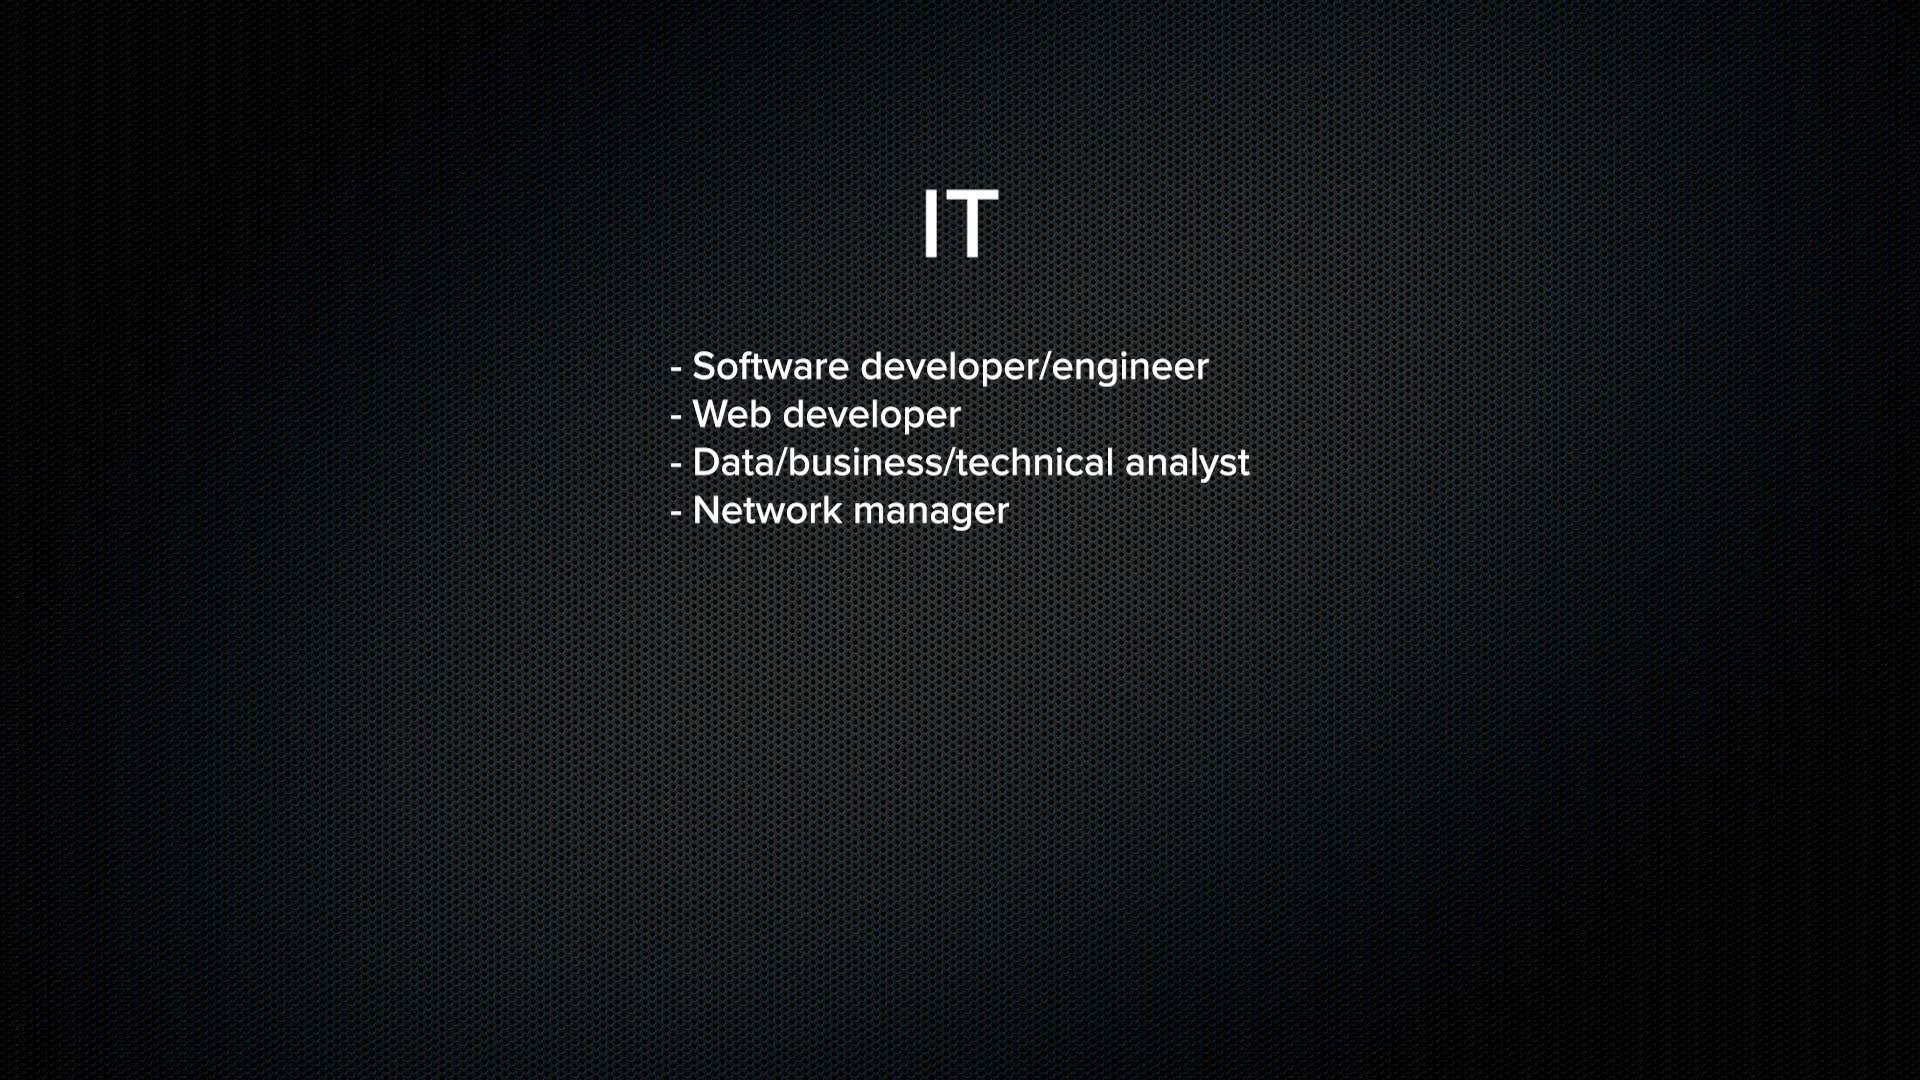 IT
- Software developer/engineer
- Web developer
- Data/business/technical analyst
- Network manager